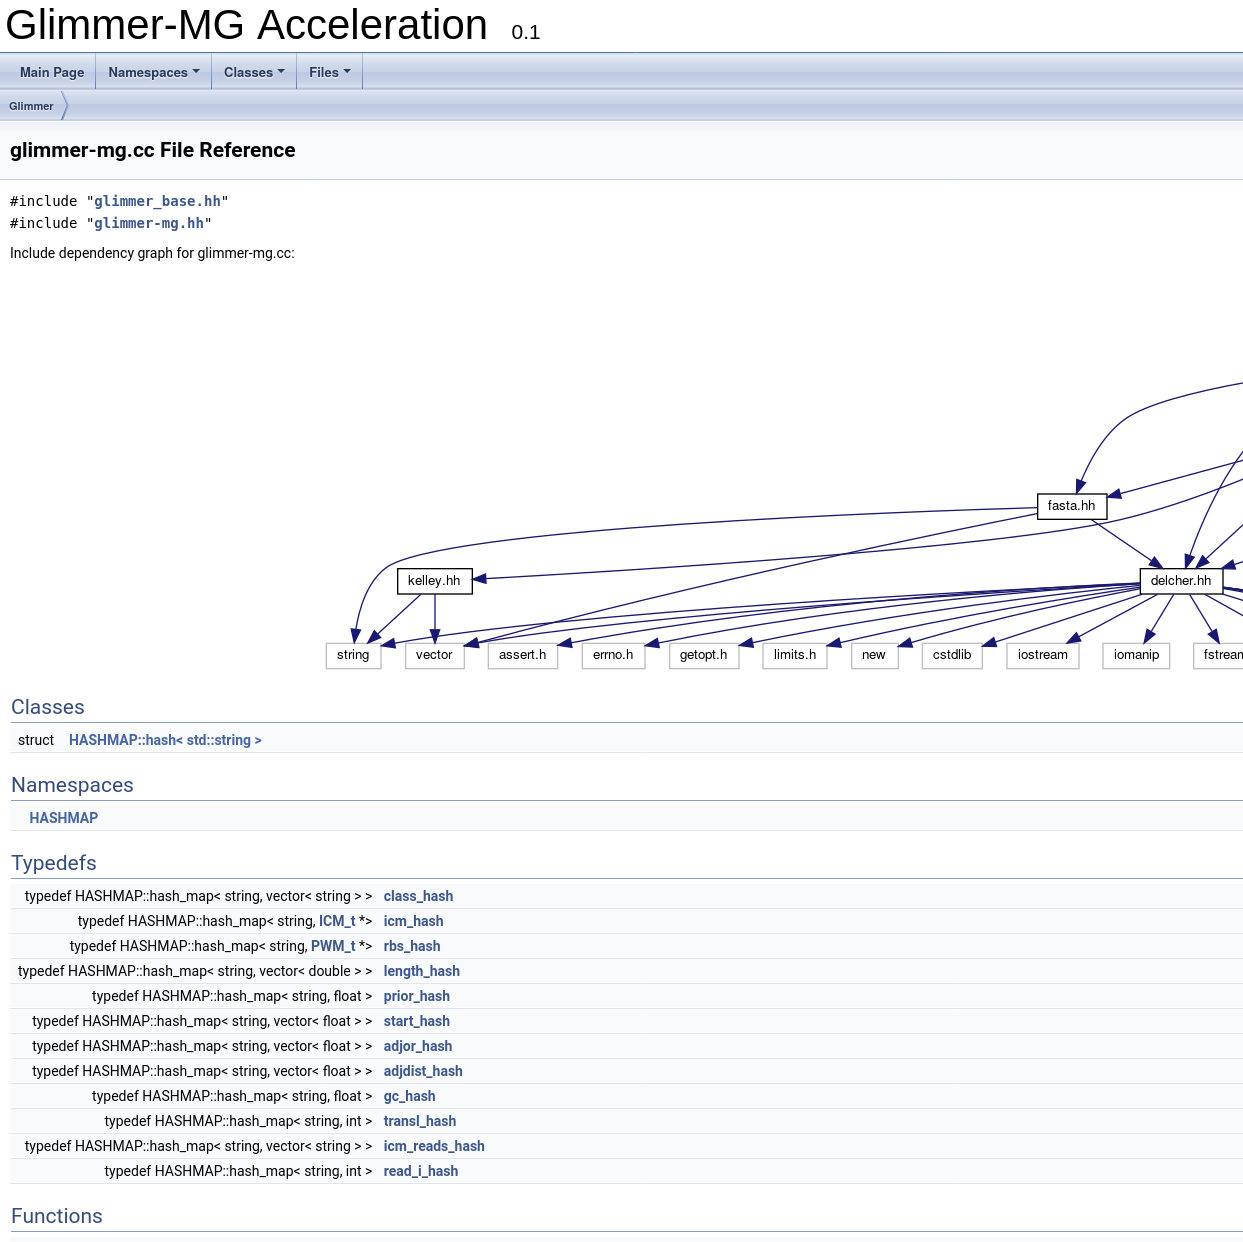 Glimmer-MG Acceleration 0.1
Main Page Namespaces Classes Files
Glimmer
glimmer-mg.cc File Reference
#include "glimmer_base.hh"
#include "glimmer-mg.hh"
Include dependency graph for glimmer-mg.cc:
fasta.hh
kelley.hh delcher.hh
string vector assert.h errno.h getopt.h limits.h new cstdlib iostream iomanip fstream
Classes
struct HASHMAP::hash< std::string >
Namespaces
HASHMAP
Typedefs
typedef HASHMAP::hash_map< string, vector< string > > class_hash
typedef HASHMAP::hash_map< string, ICM_t *> icm_hash
typedef HASHMAP::hash_map< string, PWM_t *> rbs_hash
typedef HASHMAP::hash_map< string, vector< double > > length_hash
typedef HASHMAP::hash_map< string, float > prior_hash
typedef HASHMAP::hash_map< string, vector< float > > start_hash
typedef HASHMAP::hash_map< string, vector< float > > adjor_hash
typedef HASHMAP::hash_map< string, vector< float > > adjdist_hash
typedef HASHMAP::hash_map< string, float > gc_hash
typedef HASHMAP::hash_map< string, int > transl_hash
typedef HASHMAP::hash_map< string, vector< string > > icm_reads_hash
typedef HASHMAP::hash_map< string, int > read_i_hash
Functions